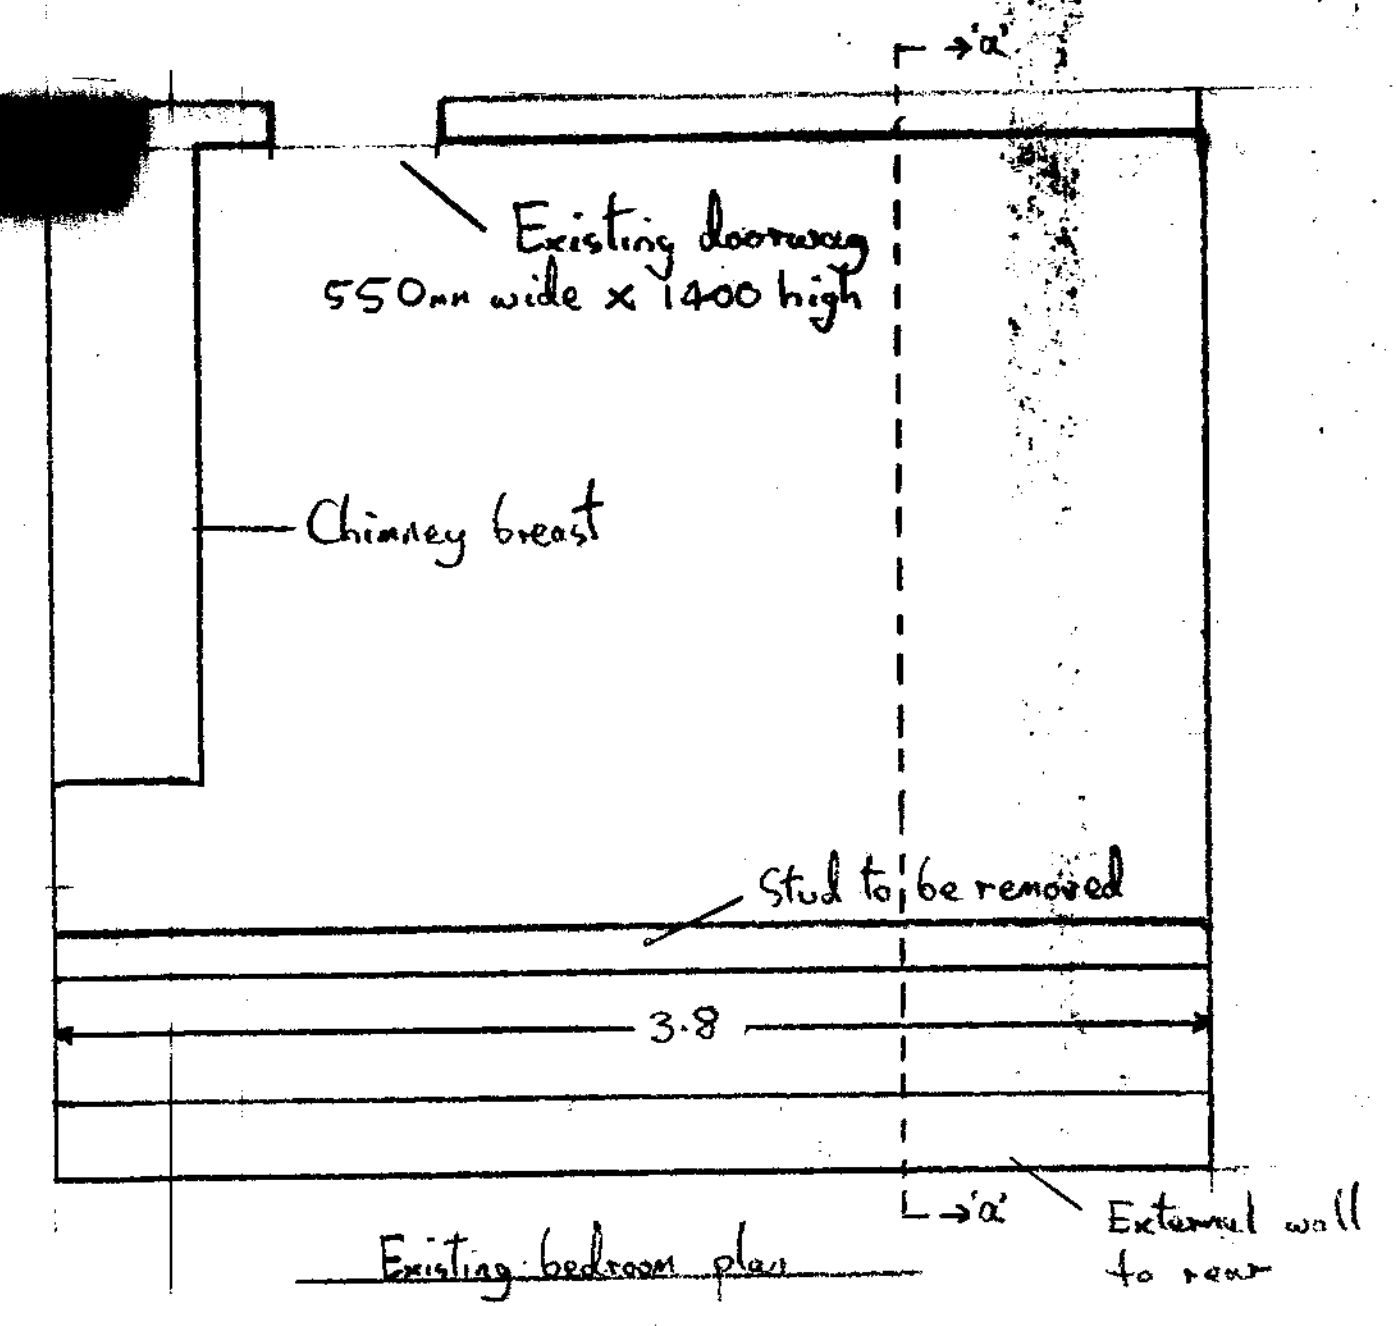 →'a'
Existing doorway
550mm wide x 1400 high
Chimney breast
Stud to be removed
3.8
→'a'
External wall
to rear
Existing bedroom plan